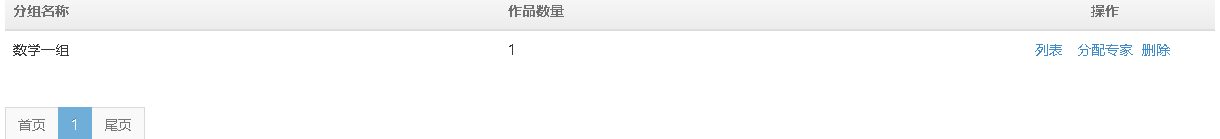 分组名称 作品数量 操作
数学一组 1 列表 分配专家 删除
首页 1 尾页